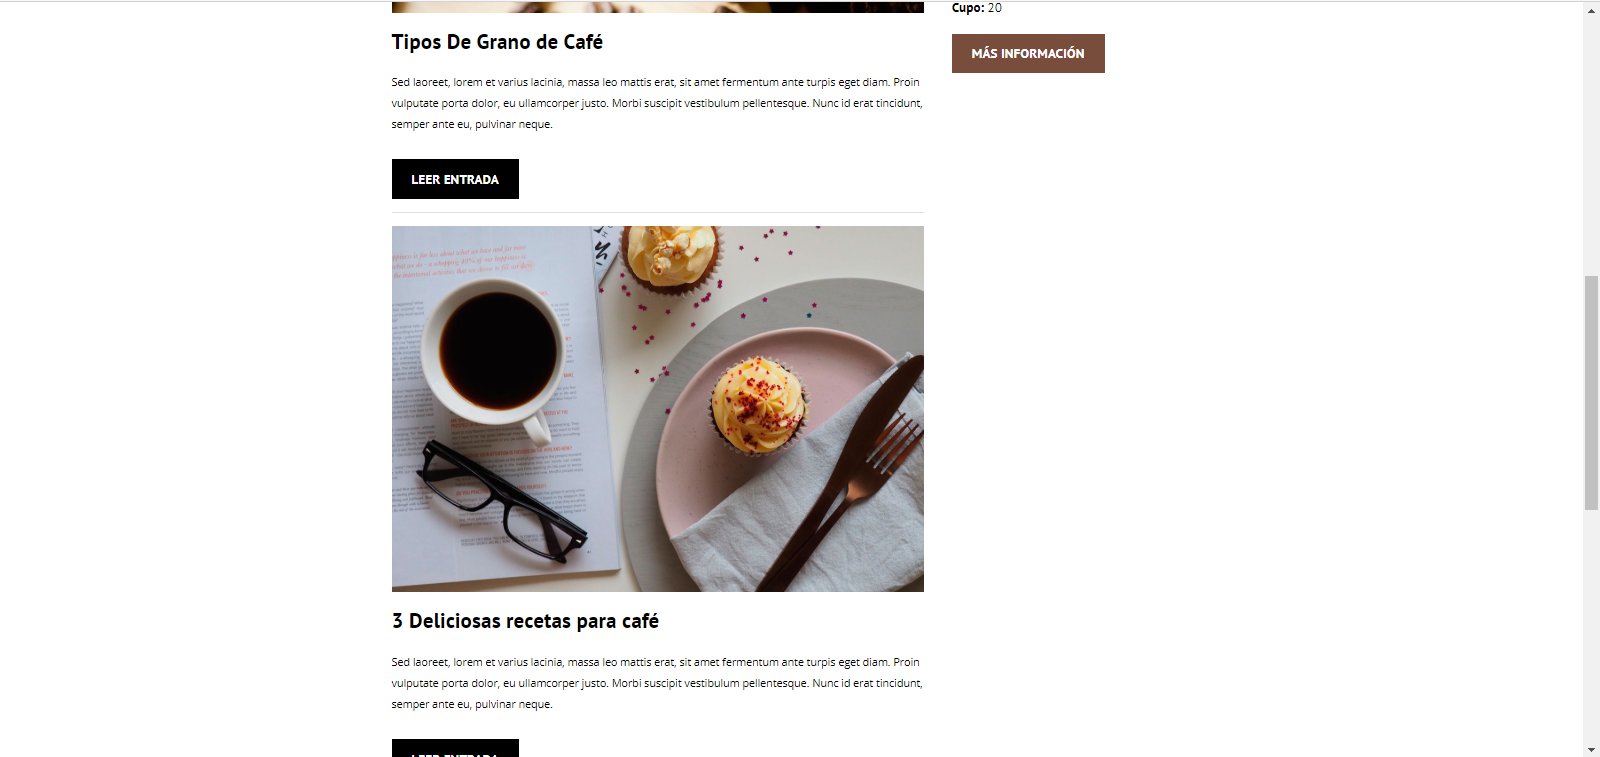 Tipos De Grano de Café
Sed laoreet, lorem et varius lacinia, massa leo mattis erat, sit amet fermentum ante turpis eget diam. Proin
vulputate porta dolor, eu ullamcorper justo. Morbi suscipit vestibulum pellentesque. Nunc id erat tincidunt,
semper ante eu, pulvinar neque.
LEER ENTRADA
3 Deliciosas recetas para café
Sed laoreet, lorem et varius lacinia, massa leo mattis erat, sit amet fermentum ante turpis eget diam. Proin
vulputate porta dolor, eu ullamcorper justo. Morbi suscipit vestibulum pellentesque. Nunc id erat tincidunt,
semper ante eu, pulvinar neque.
LEER ENTRADA
Cupo: 20
MÁS INFORMACIÓN